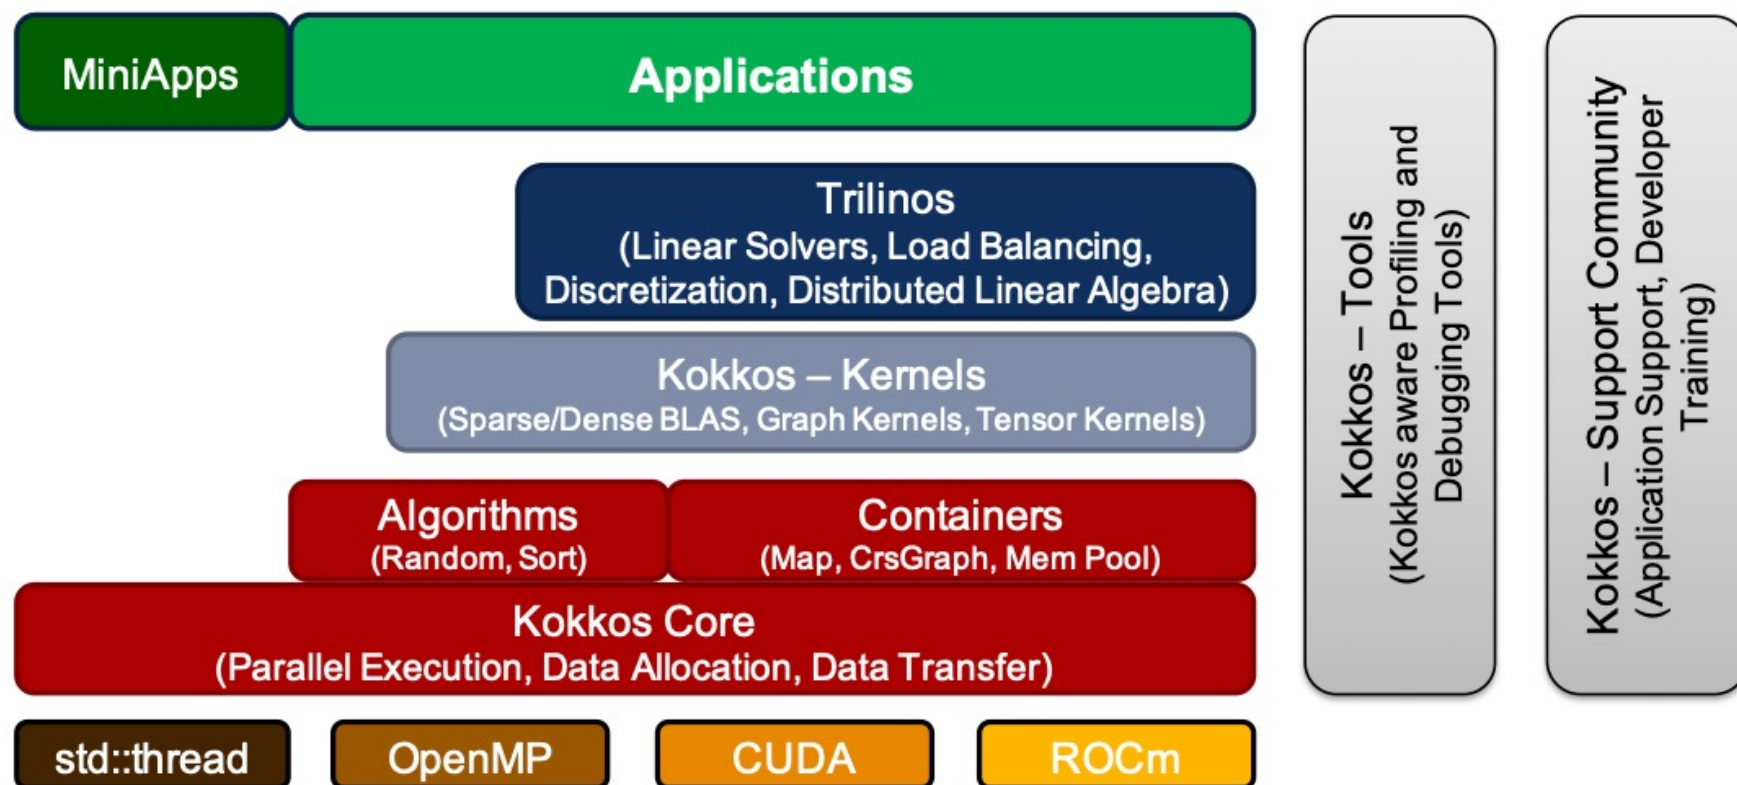 MiniApps
Applications
Trilinos
(Linear Solvers, Load Balancing,
Discretization, Distributed Linear Algebra)
Kokkos – Kernels
(Sparse/Dense BLAS, Graph Kernels, Tensor Kernels)
Algorithms
(Random, Sort)
Containers
(Map, CrsGraph, Mem Pool)
Kokkos Core
(Parallel Execution, Data Allocation, Data Transfer)
std::thread
OpenMP
CUDA
ROCm
Kokkos – Tools
(Kokkos aware Profiling and
Debugging Tools)
Kokkos – Support Community
(Application Support, Developer
Training)